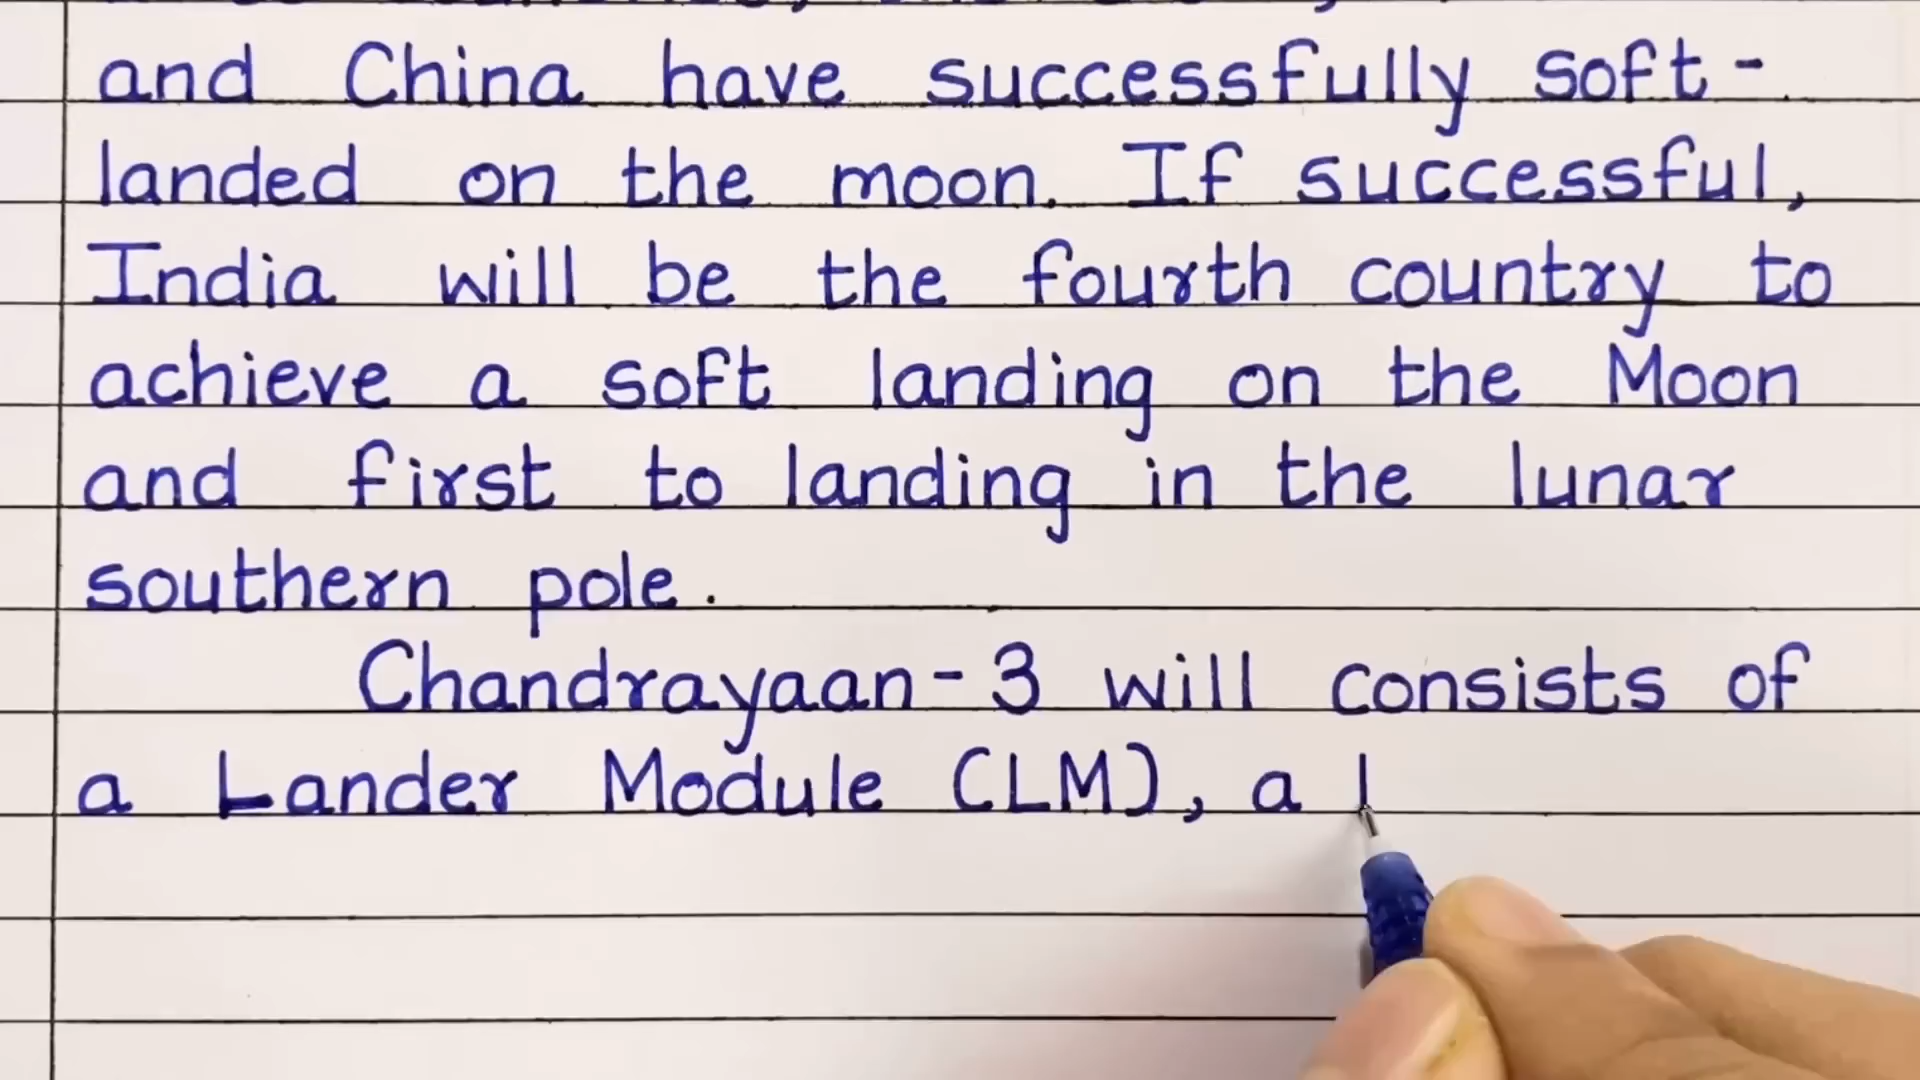 and China have successfully soft-
landed on the moon. If successful,
India will be the fourth country to
achieve a soft landing on the Moon
and first to landing in the lunar
southern pole.
Chandrayaan-3 will consists of
a Lander Module (LM), a